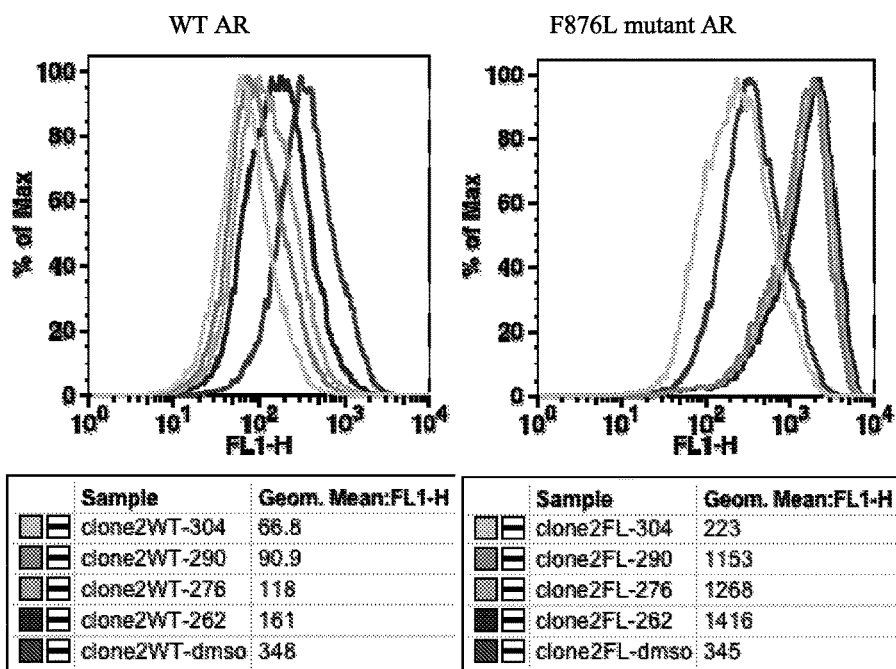 WT AR
F876L mutant AR
100
80
60
40
20
0
% of Max
10^0 10^1 10^2 10^3 10^4
FL1-H
100
80
60
40
20
0
% of Max
10^0 10^1 10^2 10^3 10^4
FL1-H
Sample Geom. Mean:FL1-H
clone2WT-304 66.8
clone2WT-290 90.9
clone2WT-276 118
clone2WT-262 161
clone2WT-dmso 348
Sample Geom. Mean:FL1-H
clone2FL-304 223
clone2FL-290 1153
clone2FL-276 1268
clone2FL-262 1416
clone2FL-dmso 345